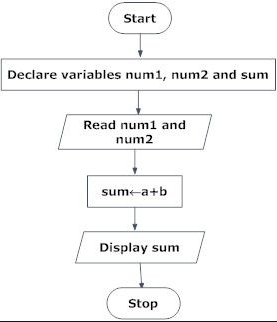 Start
Declare variables num1, num2 and sum
Read num1 and
num2
sum←a+b
Display sum
Stop